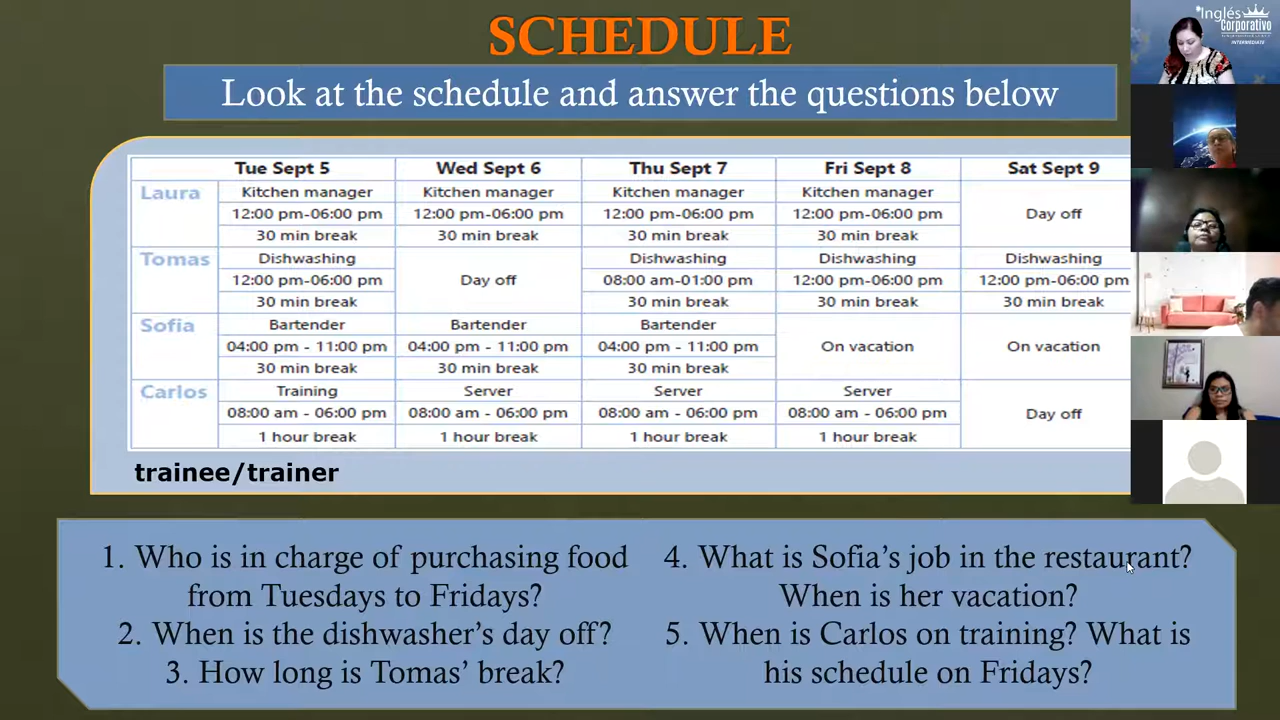 SCHEDULE
Look at the schedule and answer the questions below
Tue Sept 5 Wed Sept 6 Thu Sept 7 Fri Sept 8 Sat Sept 9
Laura Kitchen manager Kitchen manager Kitchen manager Kitchen manager
12:00 pm-06:00 pm 12:00 pm-06:00 pm 12:00 pm-06:00 pm 12:00 pm-06:00 pm Day off
30 min break 30 min break 30 min break 30 min break
Tomas Dishwashing Dishwashing Dishwashing Dishwashing
12:00 pm-06:00 pm Day off 08:00 am-01:00 pm 12:00 pm-06:00 pm 12:00 pm-06:00 pm
30 min break 30 min break 30 min break 30 min break
Sofia Bartender Bartender Bartender
04:00 pm - 11:00 pm 04:00 pm - 11:00 pm 04:00 pm - 11:00 pm On vacation On vacation
30 min break 30 min break 30 min break
Carlos Training Server Server Server
08:00 am - 06:00 pm 08:00 am - 06:00 pm 08:00 am - 06:00 pm 08:00 am - 06:00 pm Day off
1 hour break 1 hour break 1 hour break 1 hour break
trainee/trainer
1. Who is in charge of purchasing food
from Tuesdays to Fridays?
2. When is the dishwasher's day off?
3. How long is Tomas' break?
4. What is Sofia's job in the restaurant?
When is her vacation?
5. When is Carlos on training? What is
his schedule on Fridays?
Inglés
Corporativo
INTERMEDIATE